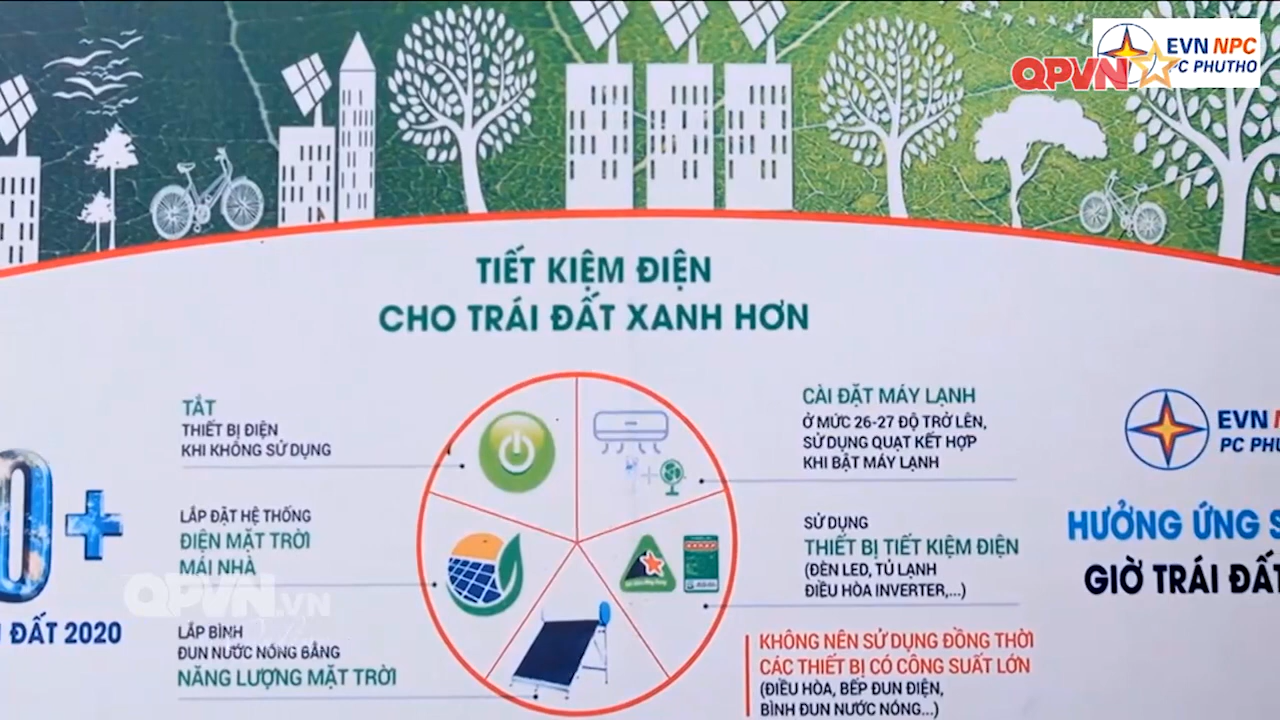 EVN NPC
PC PHUTHO
QPVN
TIẾT KIỆM ĐIỆN
CHO TRÁI ĐẤT XANH HƠN
TẮT
THIẾT BỊ ĐIỆN
KHI KHÔNG SỬ DỤNG
LẮP ĐẶT HỆ THỐNG
ĐIỆN MẶT TRỜI
MÁI NHÀ
LẮP BÌNH
ĐUN NƯỚC NÓNG BẰNG
NĂNG LƯỢNG MẶT TRỜI
CÀI ĐẶT MÁY LẠNH
Ở MỨC 26-27 ĐỘ TRỞ LÊN,
SỬ DỤNG QUẠT KẾT HỢP
KHI BẬT MÁY LẠNH
SỬ DỤNG
THIẾT BỊ TIẾT KIỆM ĐIỆN
(ĐÈN LED, TỦ LẠNH
ĐIỀU HÒA INVERTER,...)
KHÔNG NÊN SỬ DỤNG ĐỒNG THỜI
CÁC THIẾT BỊ CÓ CÔNG SUẤT LỚN
(ĐIỀU HÒA, BẾP ĐUN ĐIỆN,
BÌNH ĐUN NƯỚC NÓNG...)
0+
ĐẤT 2020
QPVN.VN
EVN
PC PHU
HƯỞNG ỨNG S
GIỜ TRÁI ĐẤT